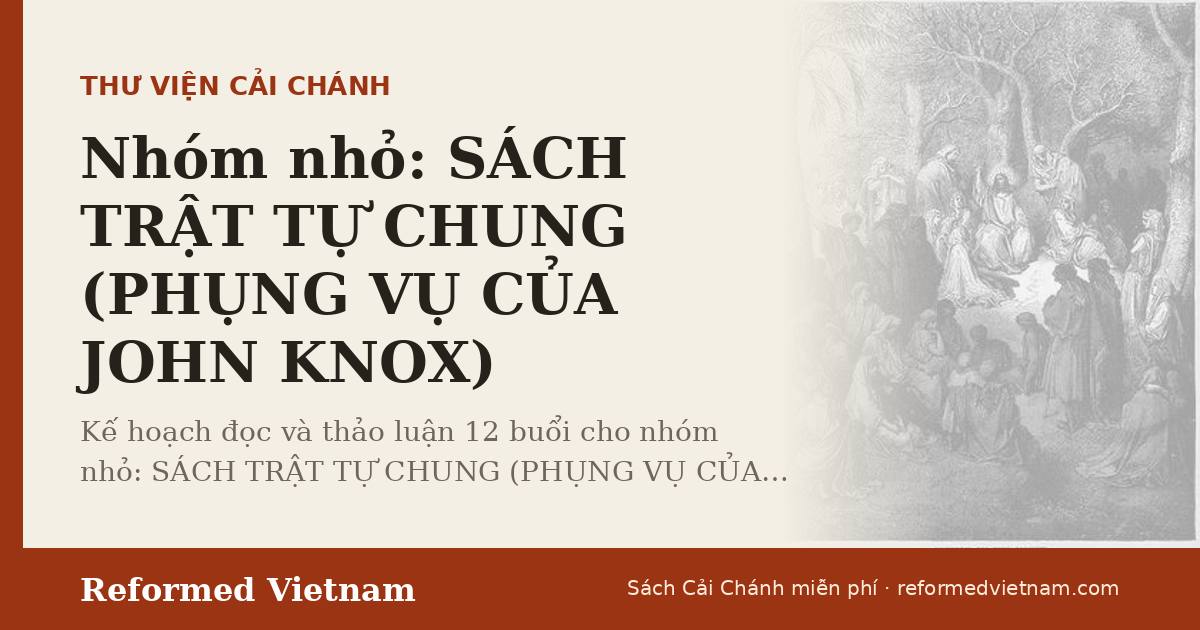 THƯ VIỆN CẢI CHÁNH
Nhóm nhỏ: SÁCH
TRẬT TỰ CHUNG
(PHỤNG VỤ CỦA
JOHN KNOX)
Kế hoạch đọc và thảo luận 12 buổi cho nhóm
nhỏ: SÁCH TRẬT TỰ CHUNG (PHỤNG VỤ CỦA...
Reformed Vietnam
Sách Cải Chánh miễn phí · reformedvietnam.com